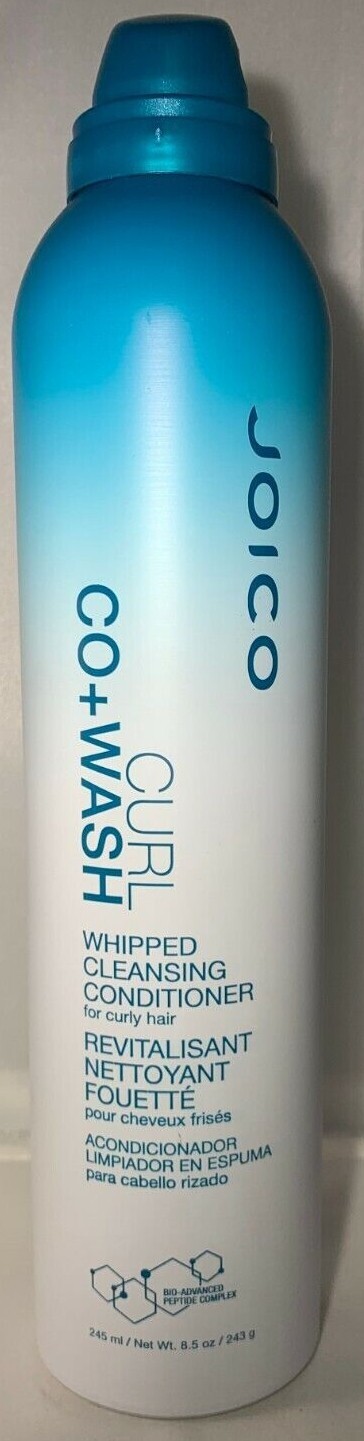 JOICO
CURL
CO+WASH
WHIPPED
CLEANSING
CONDITIONER
for curly hair
REVITALISANT
NETTOYANT
FOUETTÉ
pour cheveux frisés
ACONDICIONADOR
LIMPIADOR EN ESPUMA
para cabello rizado
BIO-ADVANCED
PEPTIDE COMPLEX
245 ml / Net Wt. 8.5 oz / 243 g